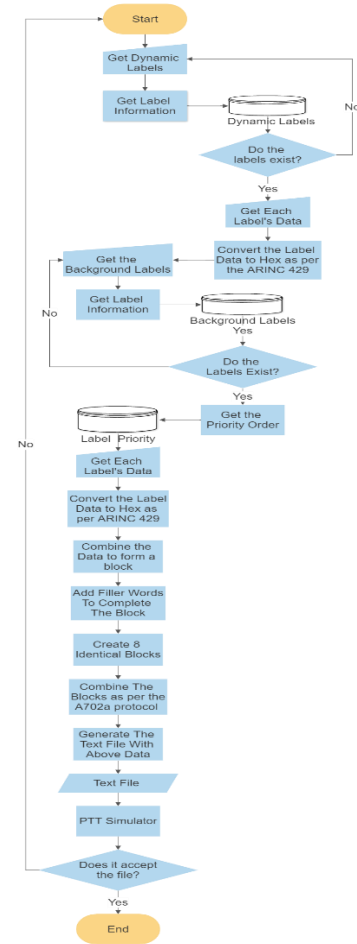 Start
Get Dynamic
Labels
Get Label
Information
Dynamic Labels
No
Do the
labels exist?
Yes
Get Each
Label's Data
Convert the Label
Data to Hex as per
the ARINC 429
Get the
Background Labels
Get Label
Information
No
Background Labels
Yes
Do the
Labels Exist?
Yes
Get the
Priority Order
Label Priority
No
Get Each
Label's Data
Convert the Label
Data to Hex as
per ARINC 429
Combine the
Data to form a
block
Add Filler Words
To Complete
The Block
Create 8
Identical Blocks
Combine The
Blocks as per the
A702a protocol
Generate The
Text File With
Above Data
Text File
PTT Simulator
Does it accept
the file?
Yes
End